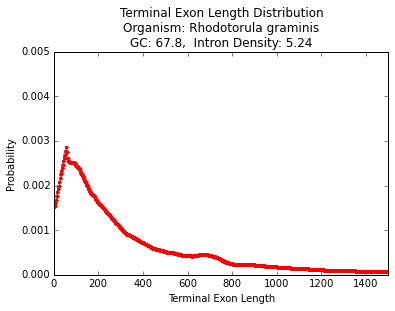 Terminal Exon Length Distribution
Organism: Rhodotorula graminis
GC: 67.8,  Intron Density: 5.24
0.005
0.004
0.003
0.002
0.001
0.000
Probability
0 200 400 600 800 1000 1200 1400
Terminal Exon Length